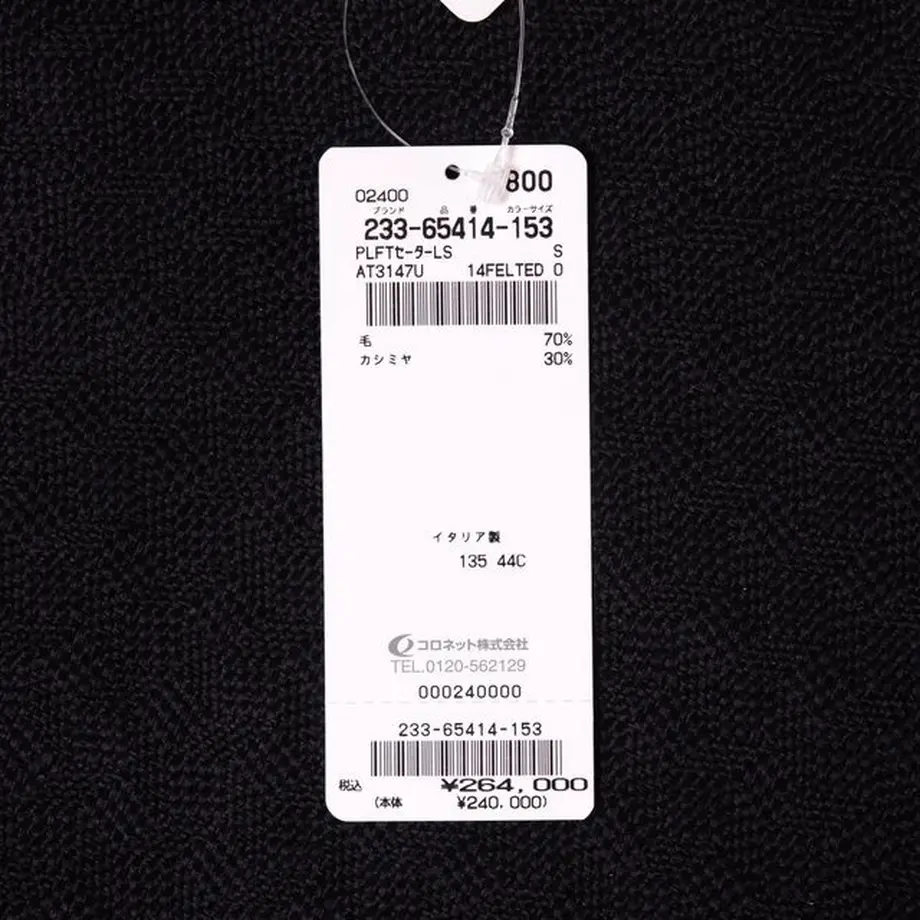 800
02400
ブランド 品 番 カラーサイズ
233-65414-153
PLFTセーターLS S
AT3147U 14FELTED 0
毛 70%
カシミヤ 30%
イタリア製
135 44C
コロネット株式会社
TEL.0120-562129
000240000
233-65414-153
税込 ¥264,000
(本体 ¥240,000)